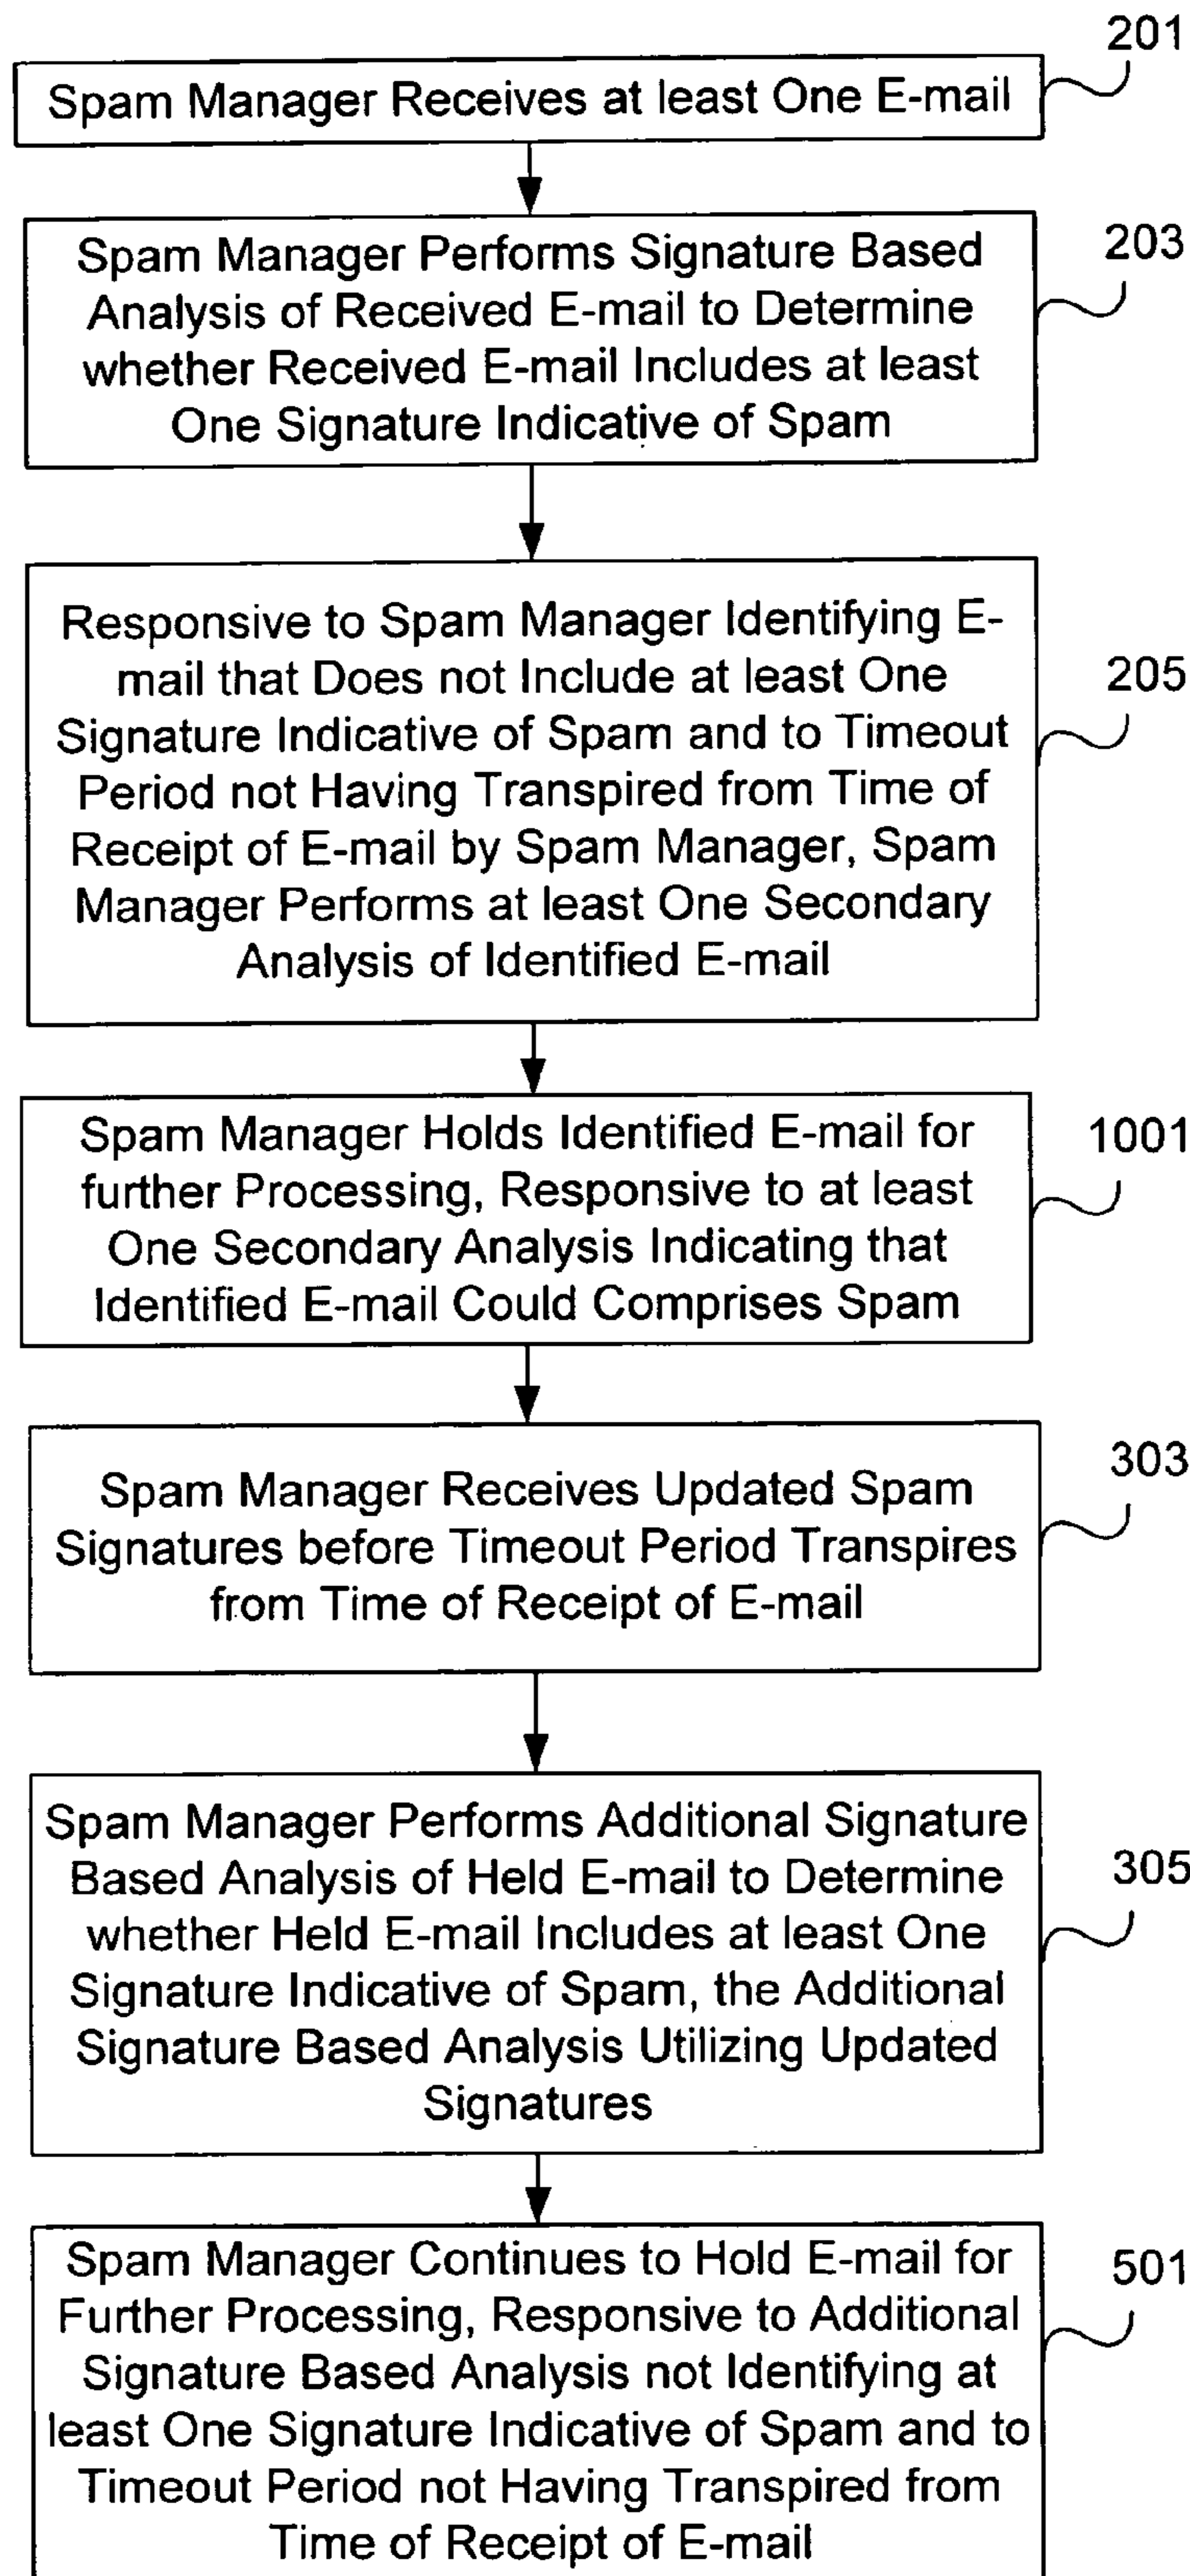 201
Spam Manager Receives at least One E-mail
203
Spam Manager Performs Signature Based
Analysis of Received E-mail to Determine
whether Received E-mail Includes at least
One Signature Indicative of Spam
205
Responsive to Spam Manager Identifying E-
mail that Does not Include at least One
Signature Indicative of Spam and to Timeout
Period not Having Transpired from Time of
Receipt of E-mail by Spam Manager, Spam
Manager Performs at least One Secondary
Analysis of Identified E-mail
1001
Spam Manager Holds Identified E-mail for
further Processing, Responsive to at least
One Secondary Analysis Indicating that
Identified E-mail Could Comprises Spam
303
Spam Manager Receives Updated Spam
Signatures before Timeout Period Transpires
from Time of Receipt of E-mail
305
Spam Manager Performs Additional Signature
Based Analysis of Held E-mail to Determine
whether Held E-mail Includes at least One
Signature Indicative of Spam, the Additional
Signature Based Analysis Utilizing Updated
Signatures
501
Spam Manager Continues to Hold E-mail for
Further Processing, Responsive to Additional
Signature Based Analysis not Identifying at
least One Signature Indicative of Spam and to
Timeout Period not Having Transpired from
Time of Receipt of E-mail